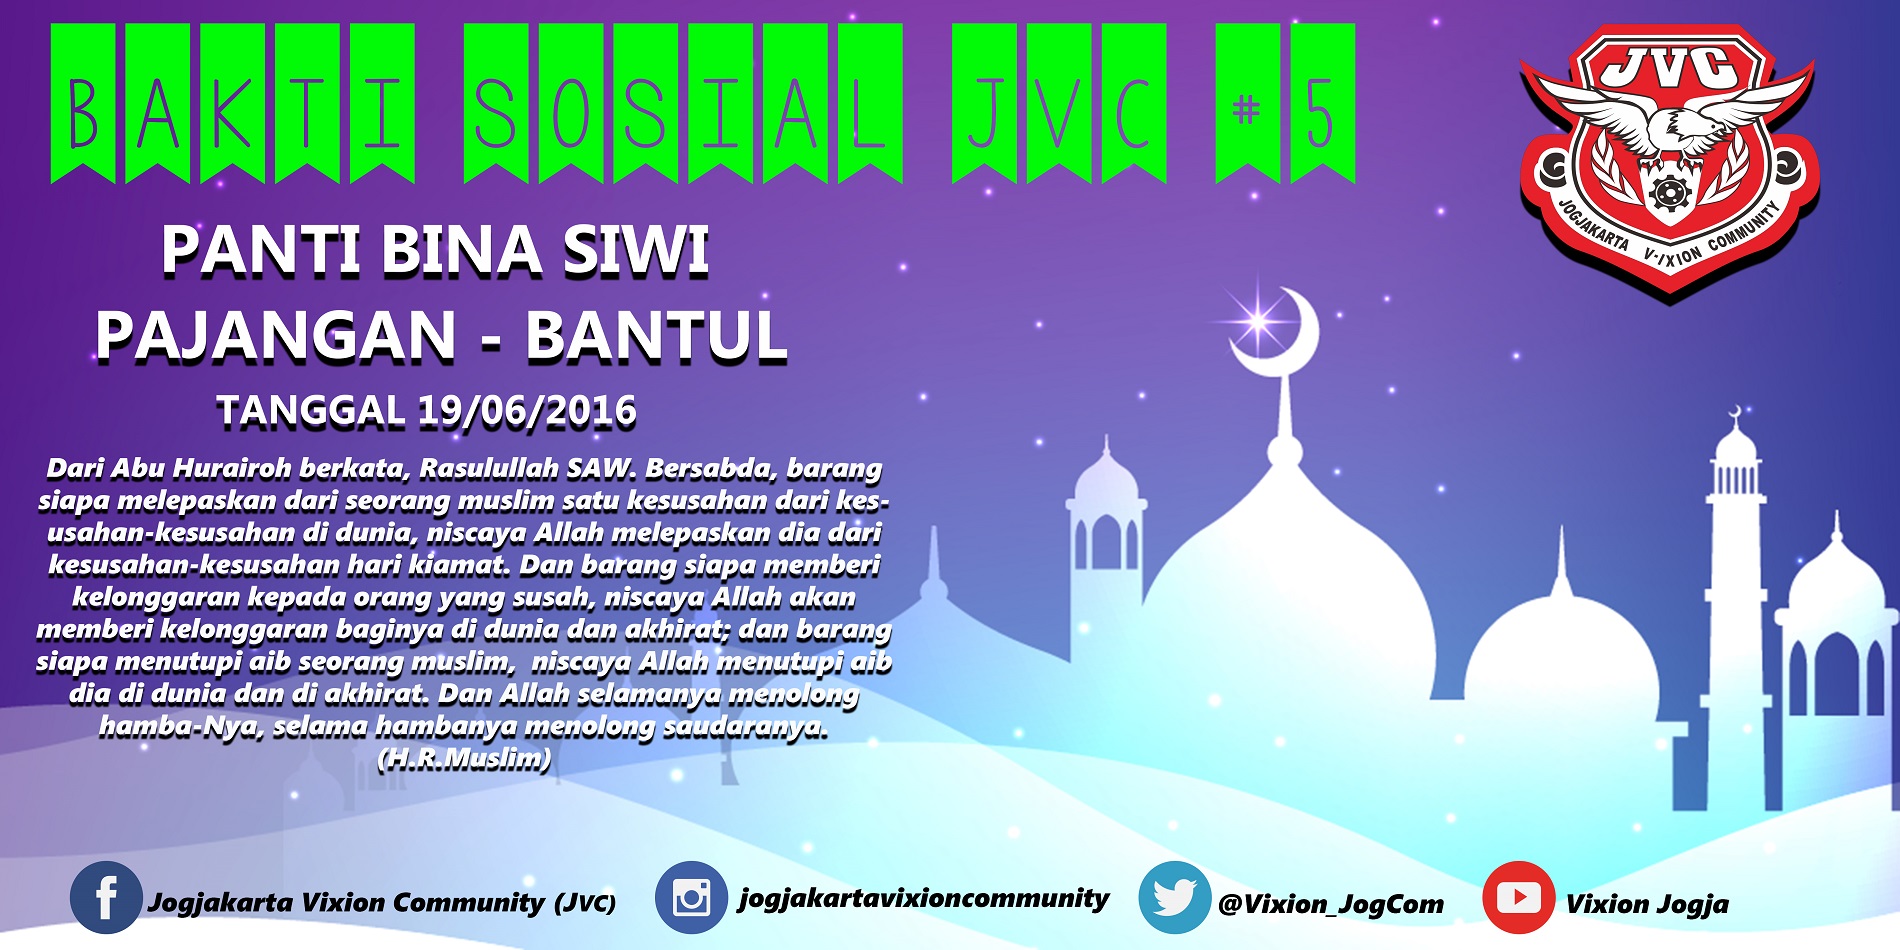 BAKTI SOSIAL JVC #5
JVC
JOGJAKARTA V-IXION COMMUNITY
PANTI BINA SIWI
PAJANGAN - BANTUL
TANGGAL 19/06/2016
Dari Abu Hurairoh berkata, Rasulullah SAW. Bersabda, barang
siapa melepaskan dari seorang muslim satu kesusahan dari kes-
usahan-kesusahan di dunia, niscaya Allah melepaskan dia dari
kesusahan-kesusahan hari kiamat. Dan barang siapa memberi
kelonggaran kepada orang yang susah, niscaya Allah akan
memberi kelonggaran baginya di dunia dan akhirat; dan barang
siapa menutupi aib seorang muslim, niscaya Allah menutupi aib
dia di dunia dan di akhirat. Dan Allah selamanya menolong
hamba-Nya, selama hambanya menolong saudaranya.
(H.R.Muslim)
Jogjakarta Vixion Community (JVC)
jogjakartavixioncommunity
@Vixion_JogCom
Vixion Jogja